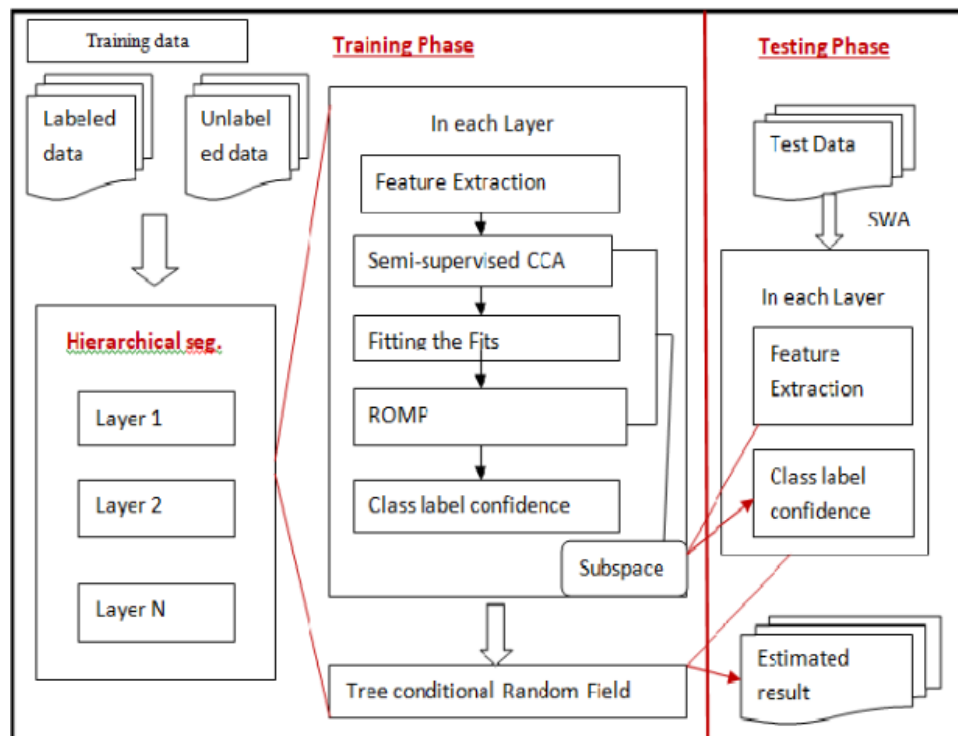 Training data
Training Phase
Testing Phase
Labeled
data
Unlabel
ed data
In each Layer
Feature Extraction
Semi-supervised CCA
Fitting the Fits
ROMP
Class label confidence
Subspace
Hierarchical seg.
Layer 1
Layer 2
Layer N
Tree conditional Random Field
Test Data
SWA
In each Layer
Feature
Extraction
Class label
confidence
Estimated
result